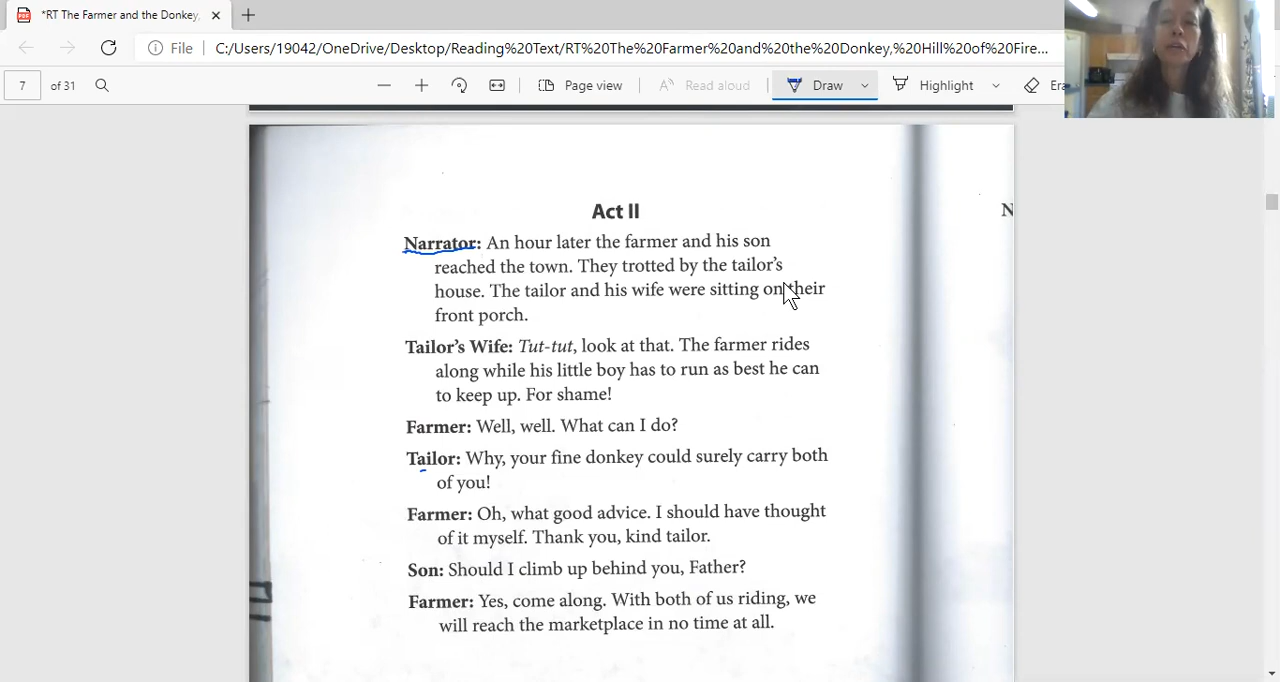 *RT The Farmer and the Donkey,
File
C:/Users/19042/OneDrive/Desktop/Reading%20Text/RT%20The%20Farmer%20and%20the%20Donkey,%20Hill%20of%20Fire...
7 of 31
Page view
Read aloud
Draw
Highlight
Era
Act II
N
Narrator: An hour later the farmer and his son
reached the town. They trotted by the tailor's
house. The tailor and his wife were sitting on their
front porch.
Tailor's Wife: Tut-tut, look at that. The farmer rides
along while his little boy has to run as best he can
to keep up. For shame!
Farmer: Well, well. What can I do?
Tailor: Why, your fine donkey could surely carry both
of you!
Farmer: Oh, what good advice. I should have thought
of it myself. Thank you, kind tailor.
Son: Should I climb up behind you, Father?
Farmer: Yes, come along. With both of us riding, we
will reach the marketplace in no time at all.